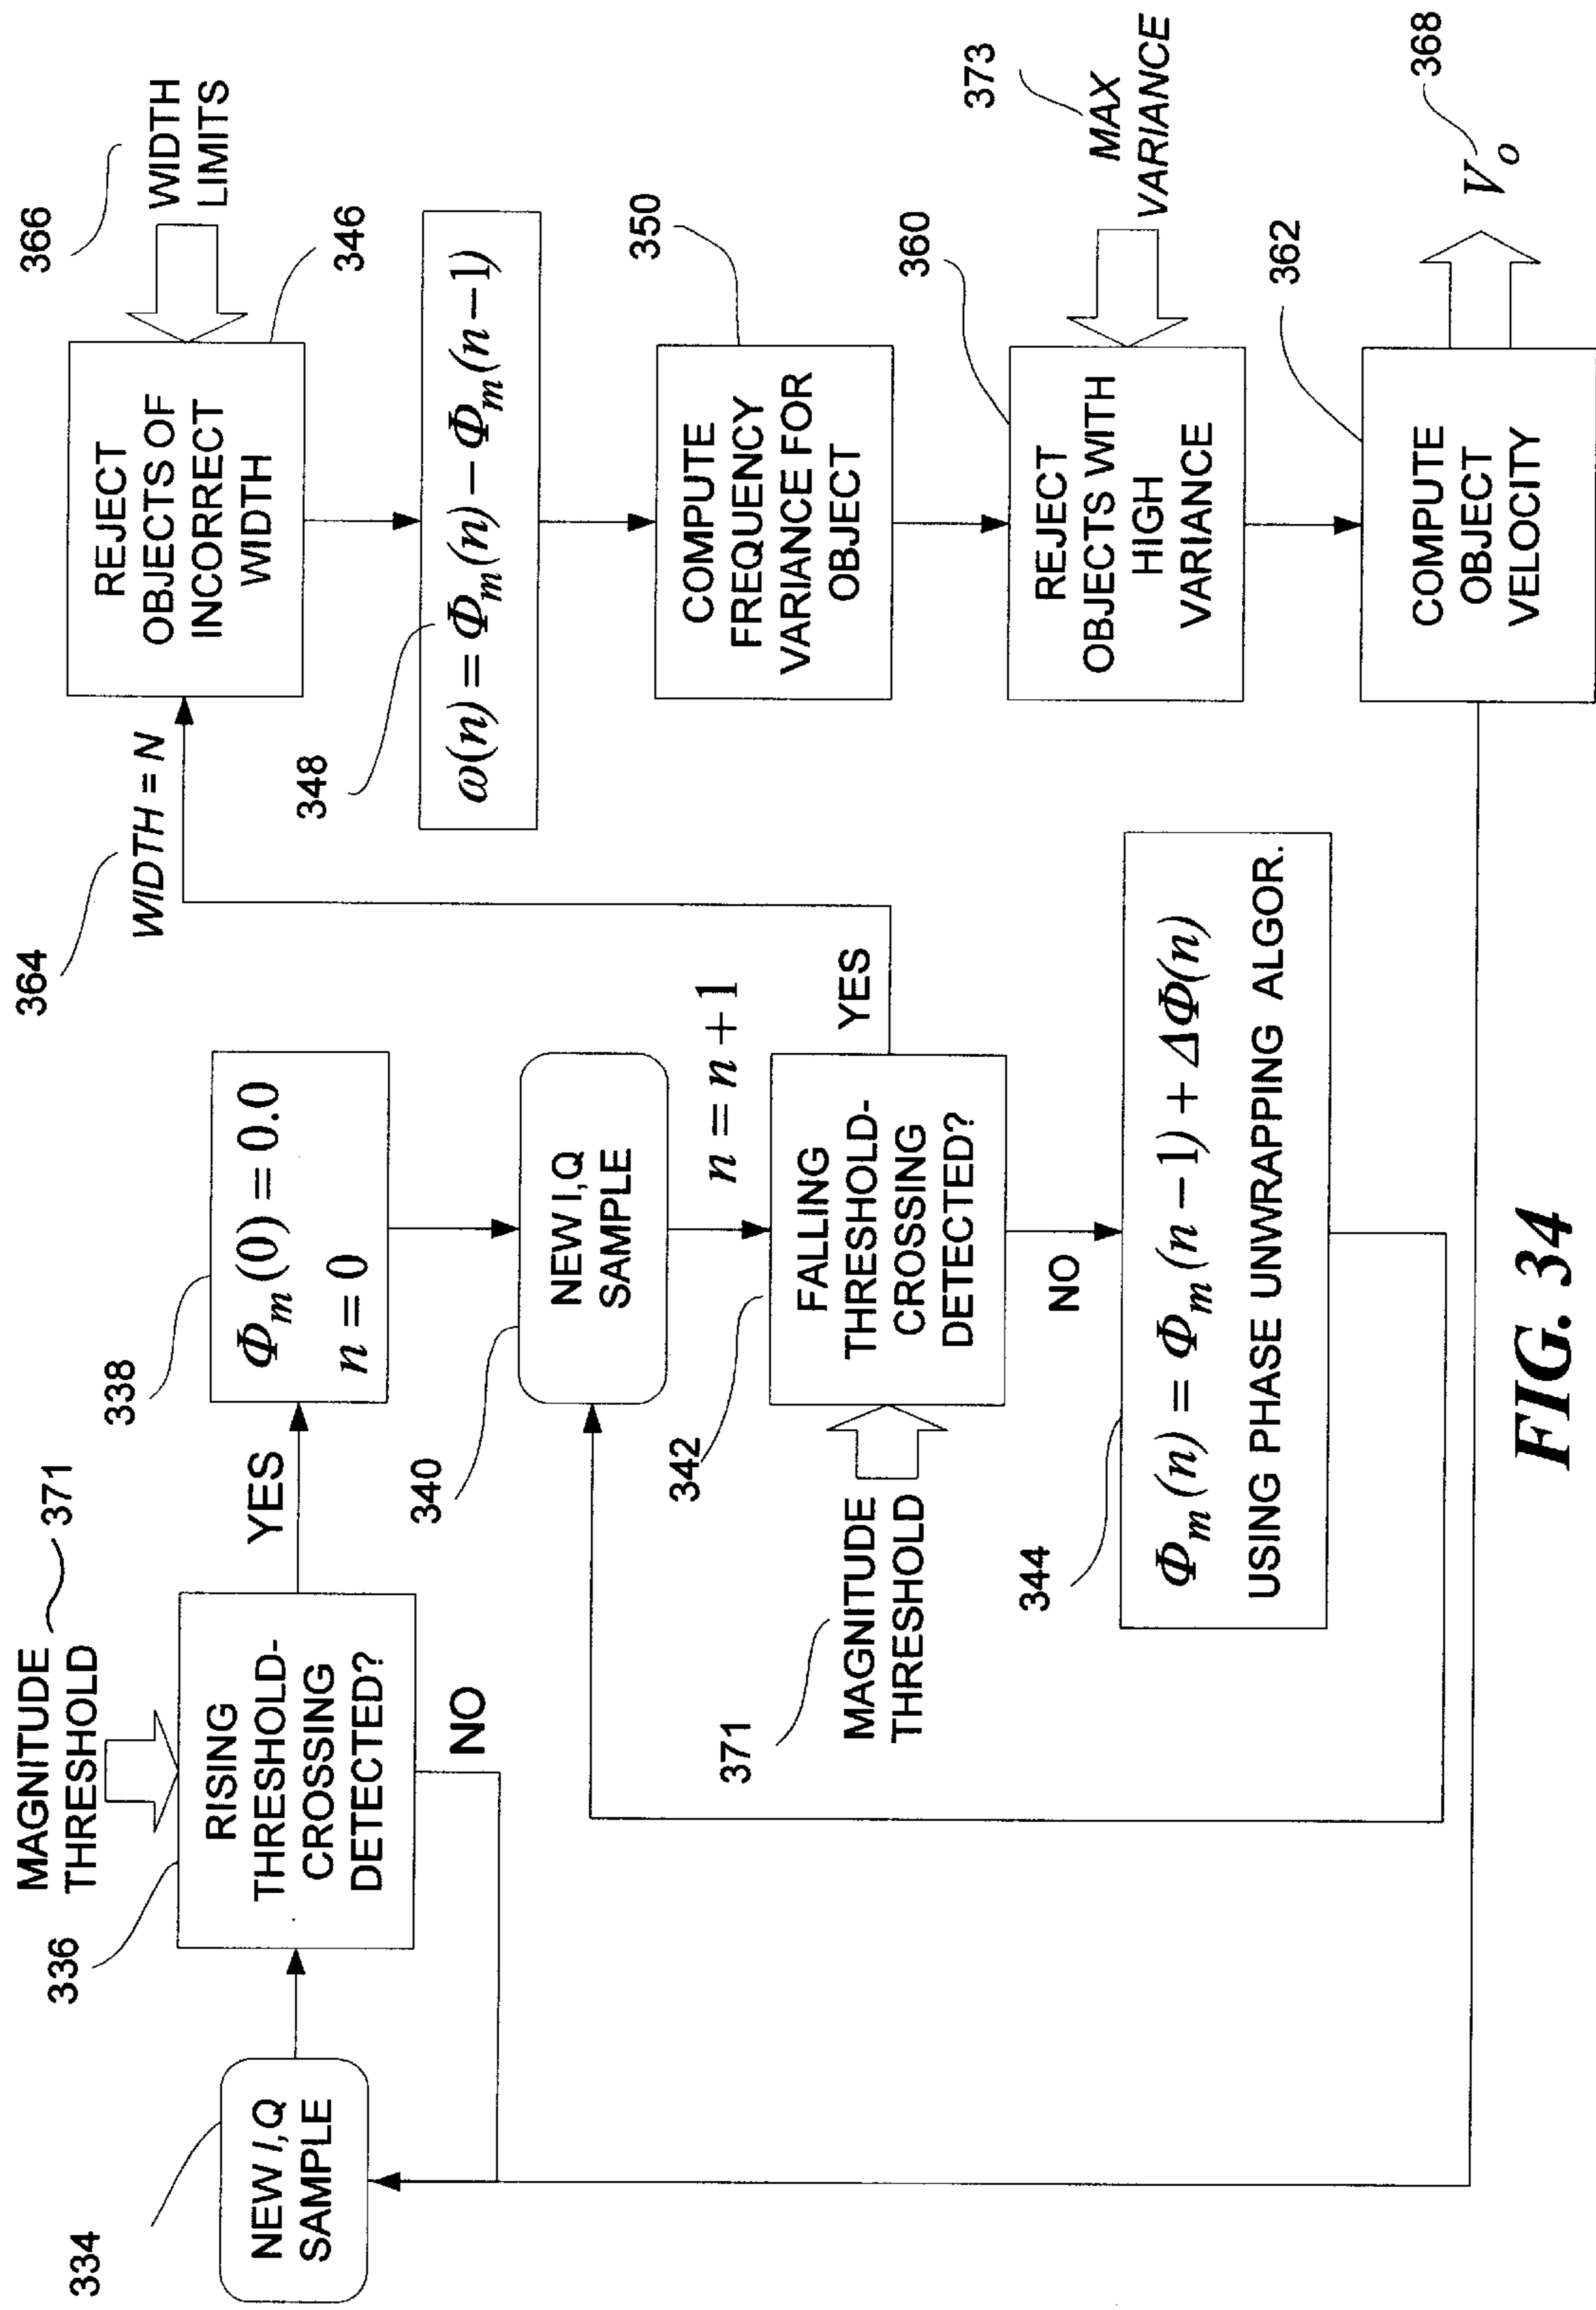 334
NEW I,Q
SAMPLE
336
MAGNITUDE
THRESHOLD
371
RISING
THRESHOLD-
CROSSING
DETECTED?
NO
YES
338
Φm(0) = 0.0
n = 0
340
NEW I,Q
SAMPLE
n = n + 1
342
FALLING
THRESHOLD-
CROSSING
DETECTED?
371
MAGNITUDE
THRESHOLD
YES
NO
344
Φm(n) = Φm(n − 1) + ΔΦ(n)
USING PHASE UNWRAPPING ALGOR.
364
WIDTH = N
366
WIDTH
LIMITS
346
REJECT
OBJECTS OF
INCORRECT
WIDTH
348
ω(n) = Φm(n) − Φm(n − 1)
350
COMPUTE
FREQUENCY
VARIANCE FOR
OBJECT
360
REJECT
OBJECTS WITH
HIGH
VARIANCE
373
MAX
VARIANCE
362
COMPUTE
OBJECT
VELOCITY
Vo
368
FIG. 34